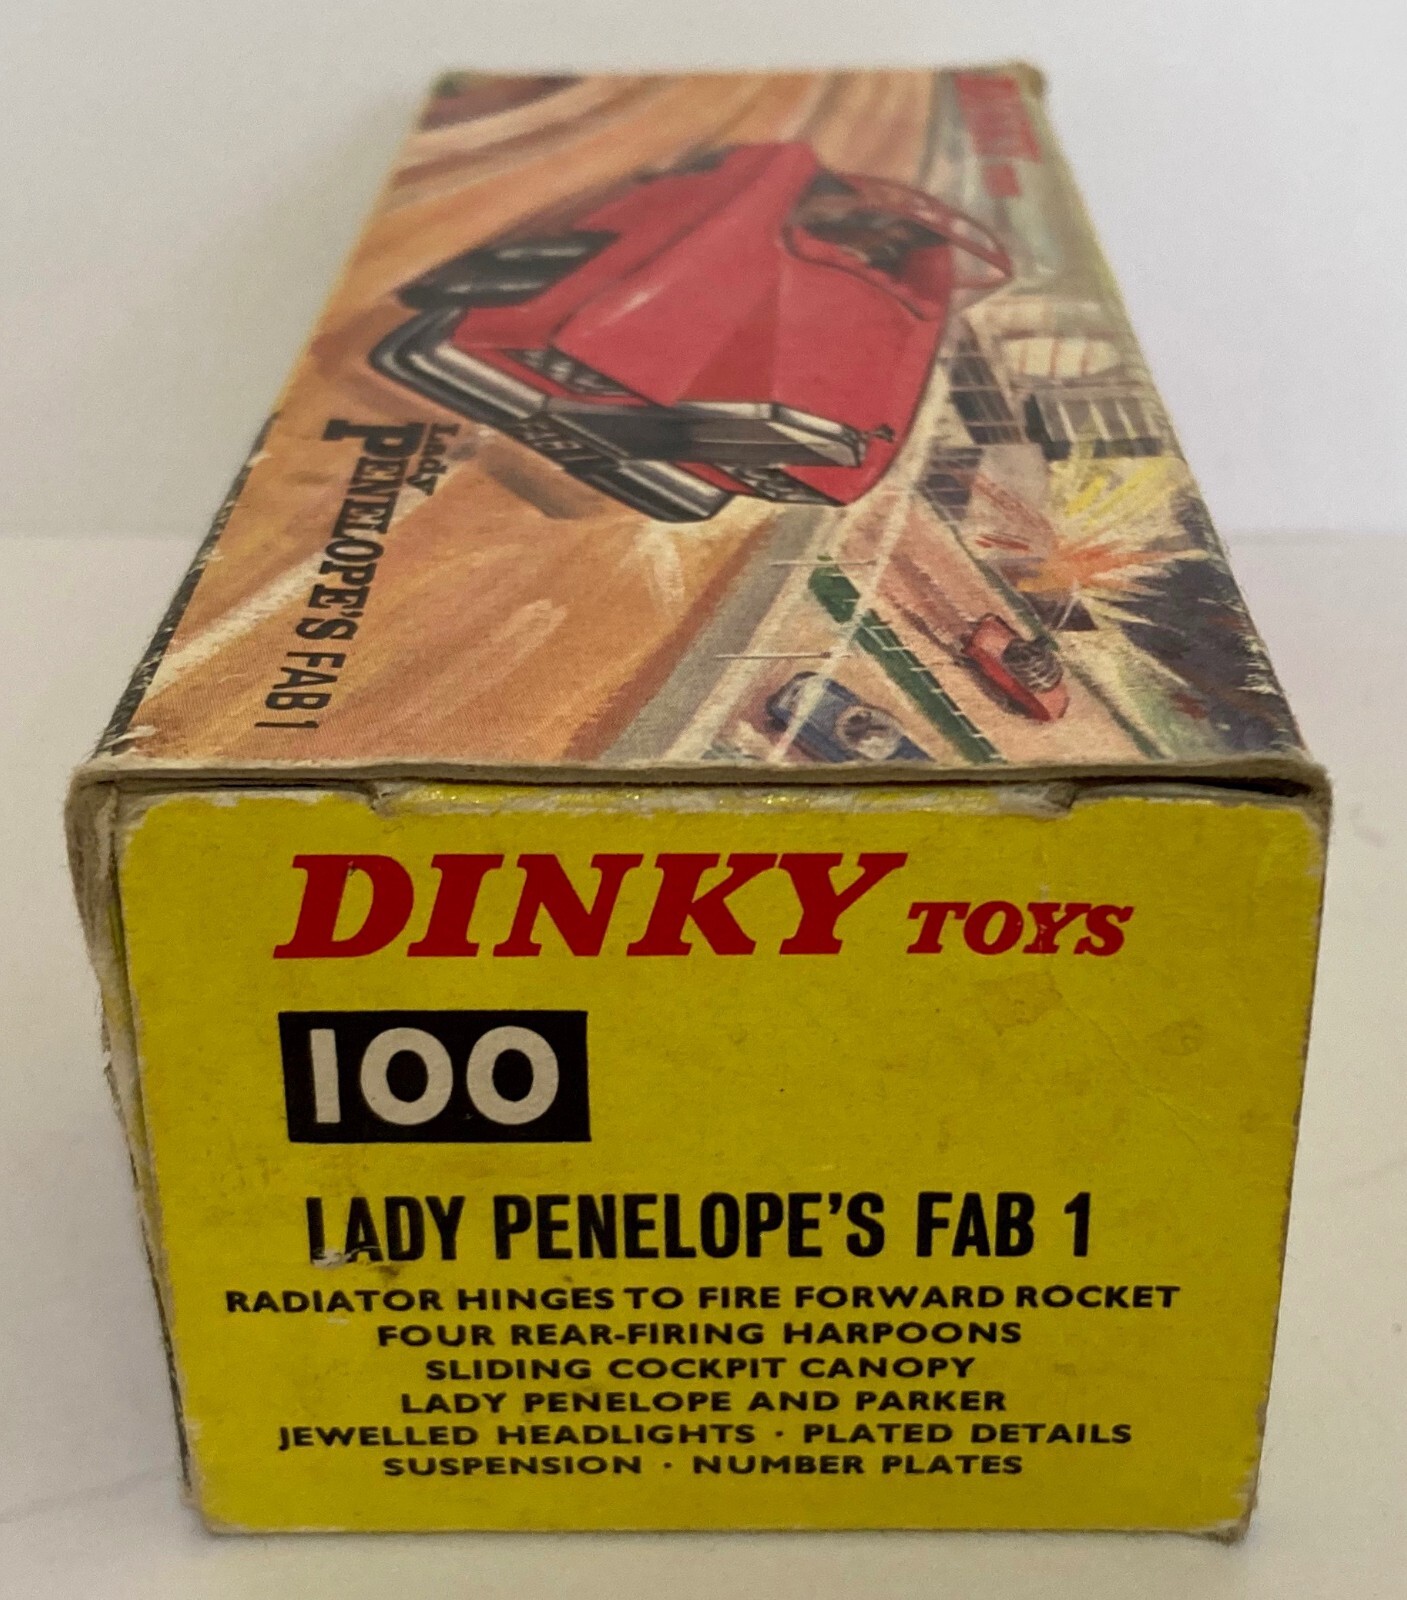 Lady
PENELOPE'S FAB 1
DINKY TOYS
100
LADY PENELOPE'S FAB 1
RADIATOR HINGES TO FIRE FORWARD ROCKET
FOUR REAR-FIRING HARPOONS
SLIDING COCKPIT CANOPY
LADY PENELOPE AND PARKER
JEWELLED HEADLIGHTS · PLATED DETAILS
SUSPENSION · NUMBER PLATES